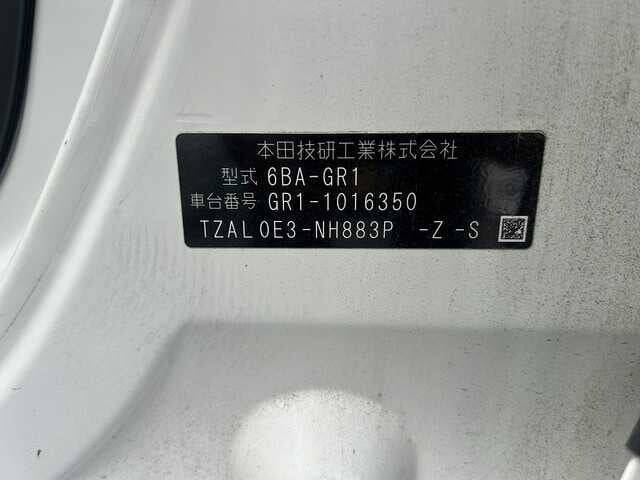 本田技研工業株式会社
型式 6BA-GR1
車台番号 GR1-1016350
TZAL0E3-NH883P -Z -S